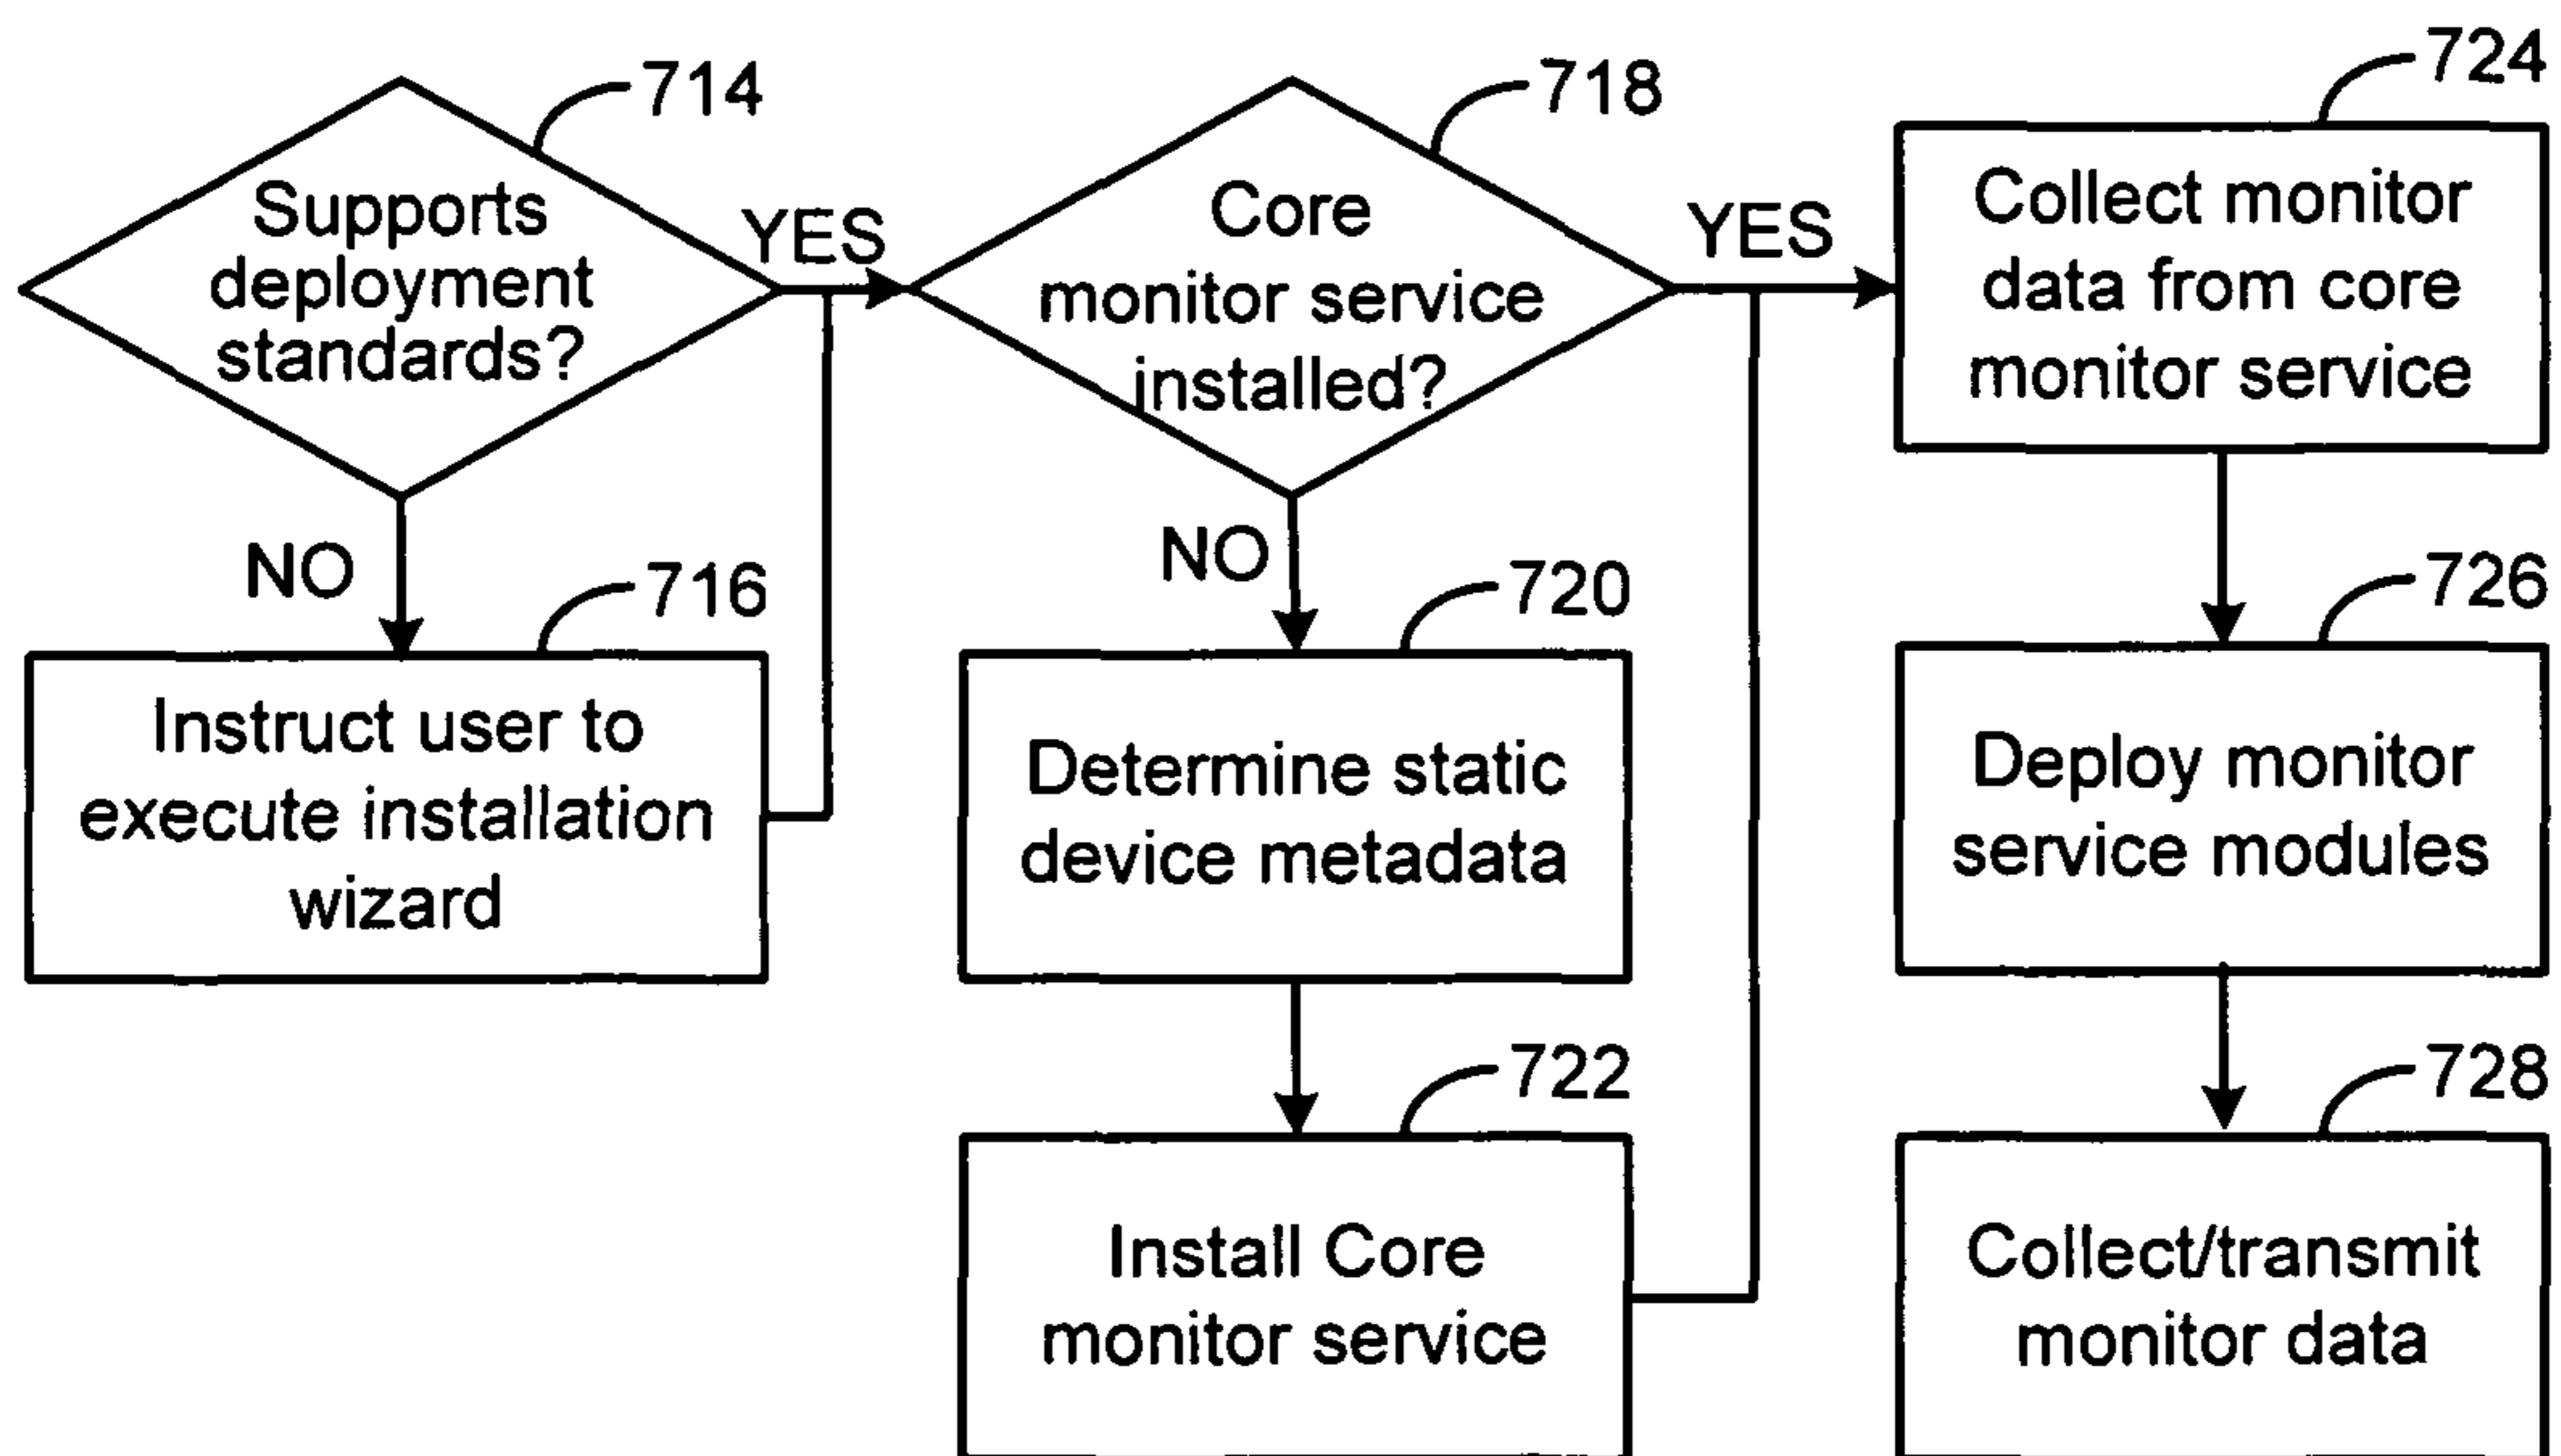 714
Supports
deployment
standards?
YES
NO
716
Instruct user to
execute installation
wizard
718
Core
monitor service
installed?
YES
NO
720
Determine static
device metadata
722
Install Core
monitor service
724
Collect monitor
data from core
monitor service
726
Deploy monitor
service modules
728
Collect/transmit
monitor data